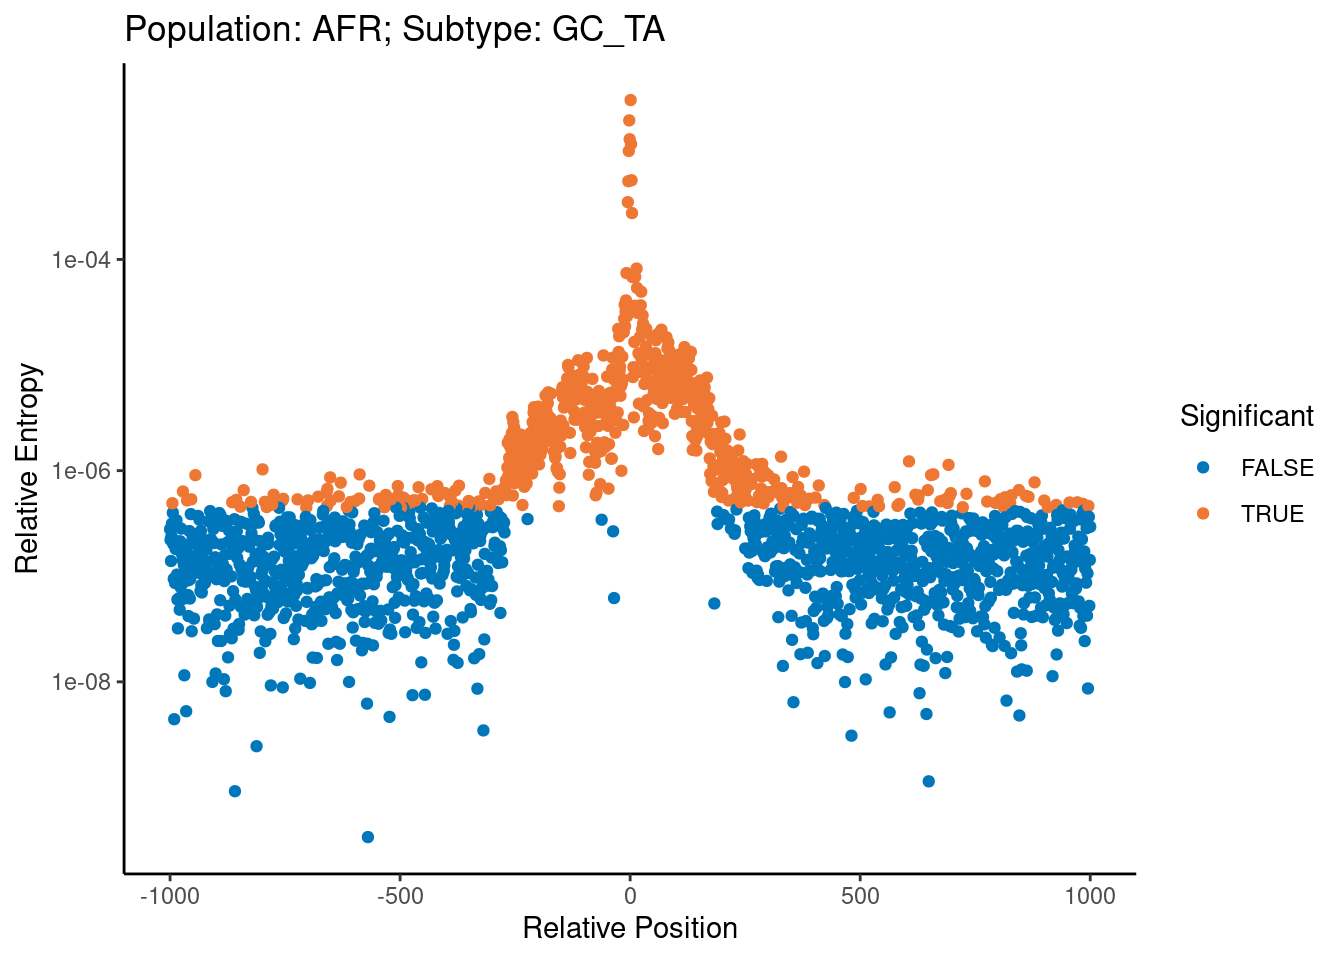 Population: AFR; Subtype: GC_TA
Relative Entropy
1e-04
1e-06
1e-08
-1000
-500
0
500
1000
Relative Position
Significant
FALSE
TRUE